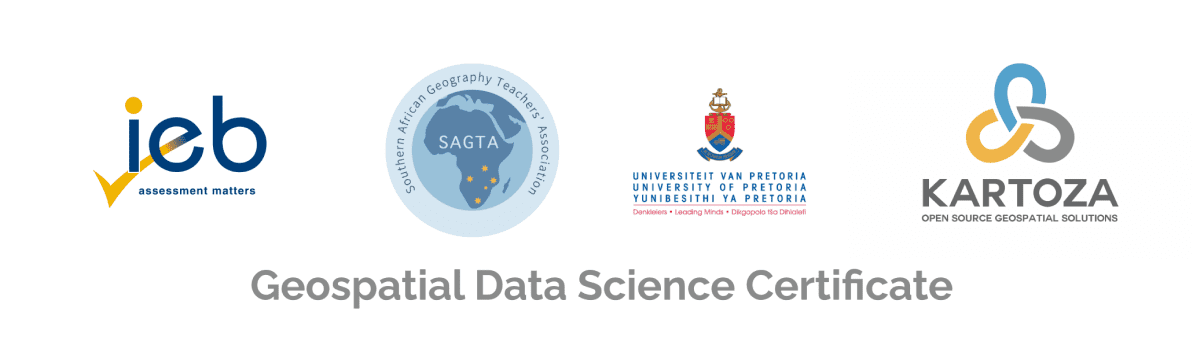 ieb
assessment matters
Southern African Geography Teachers' Association
SAGTA
UNIVERSITEIT VAN PRETORIA
UNIVERSITY OF PRETORIA
YUNIBESITHI YA PRETORIA
Denkleiers • Leading Minds • Dikgopolo tša Dihlalefi
KARTOZA
OPEN SOURCE GEOSPATIAL SOLUTIONS
Geospatial Data Science Certificate